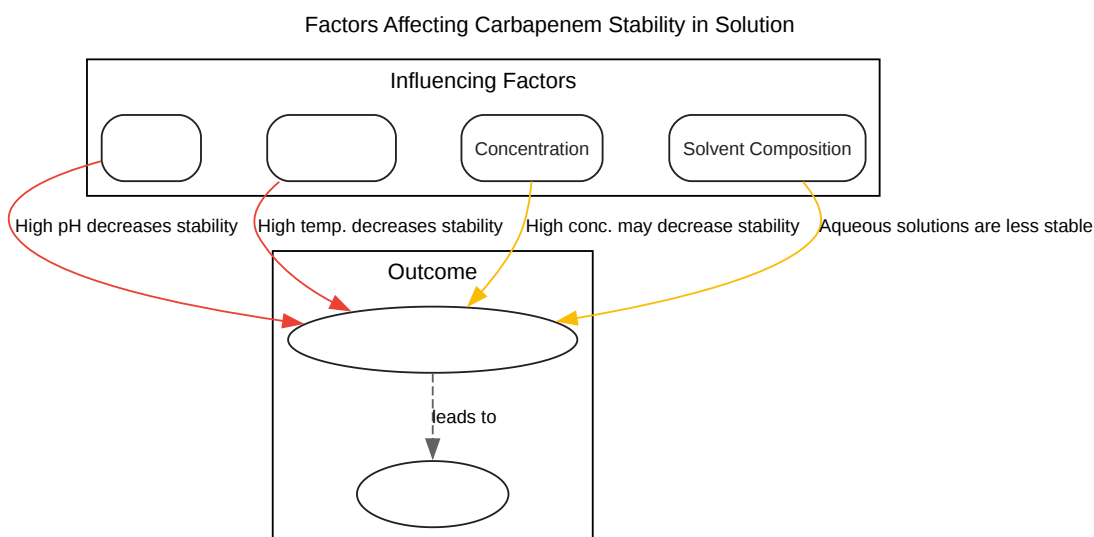 Factors Affecting Carbapenem Stability in Solution
Influencing Factors
Concentration
Solvent Composition
High pH decreases stability
High temp. decreases stability
High conc. may decrease stability
Aqueous solutions are less stable
Outcome
leads to